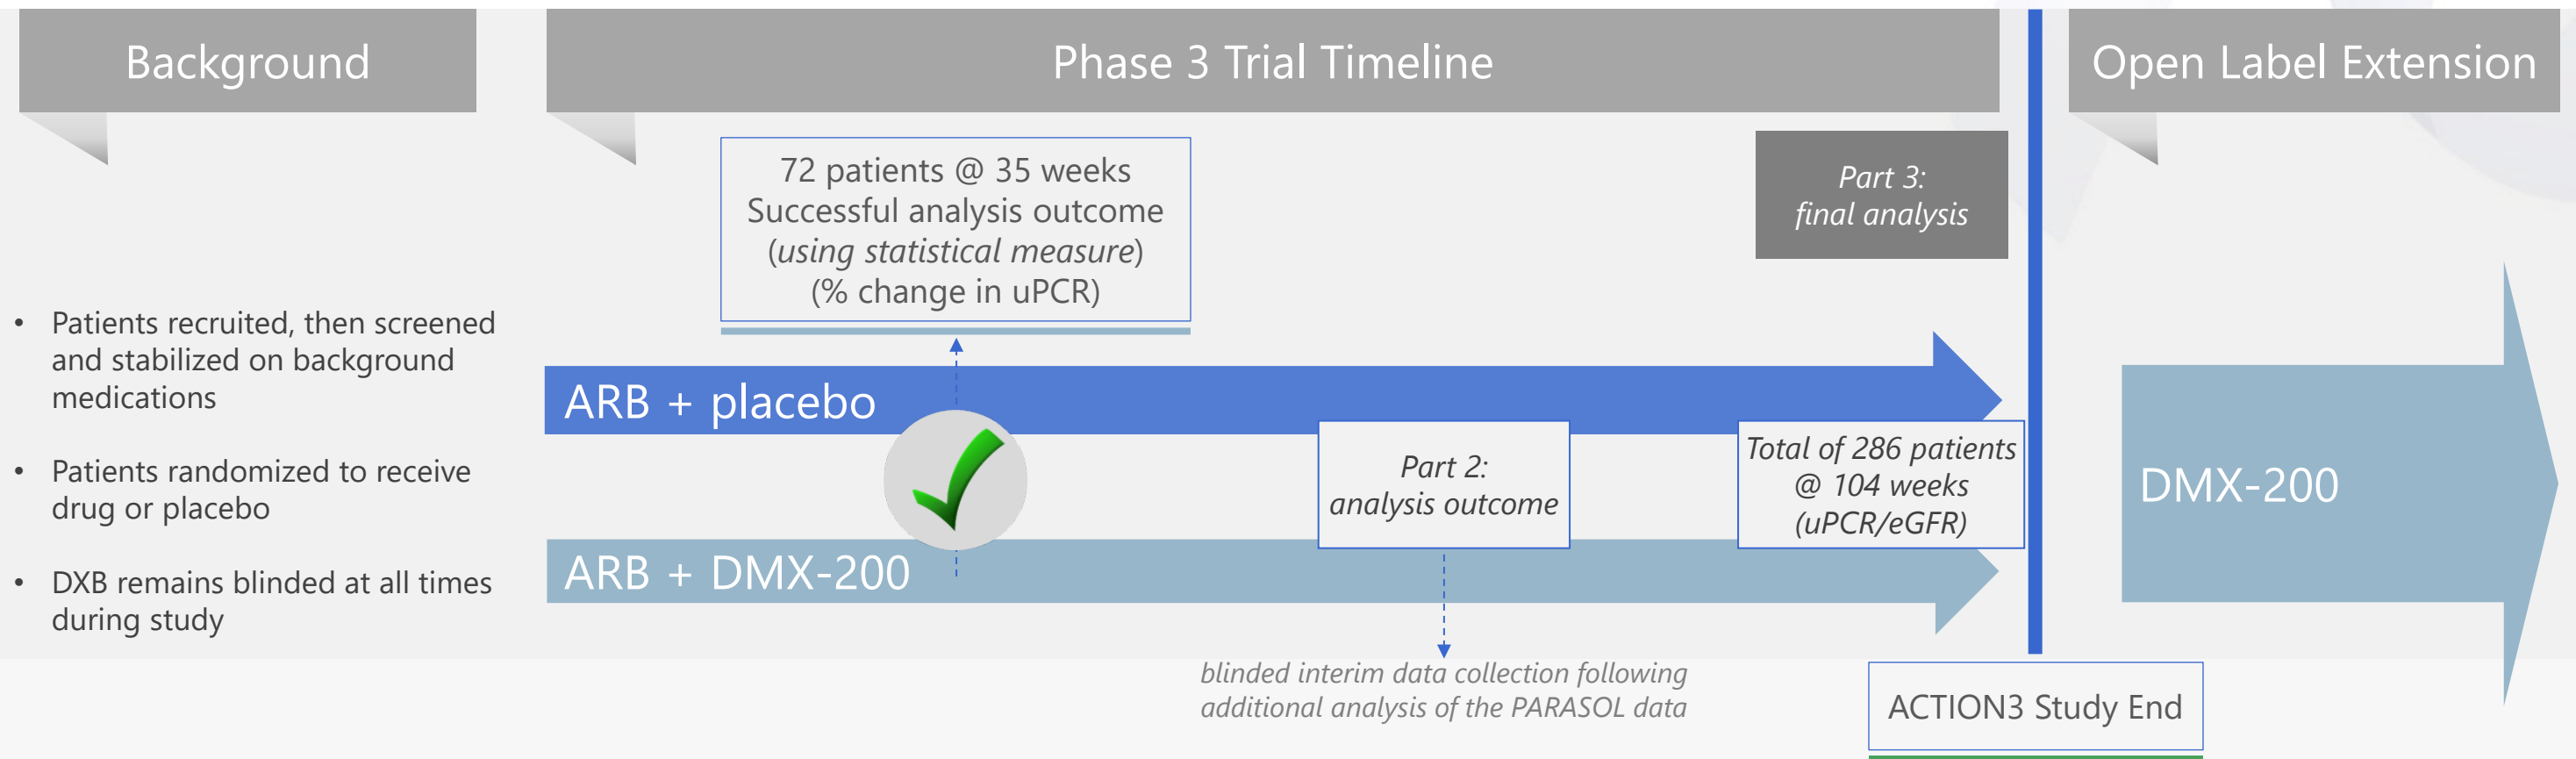 Background
Phase 3 Trial Timeline
Open Label Extension
• Patients recruited, then screened
and stabilized on background
medications
• Patients randomized to receive
drug or placebo
• DXB remains blinded at all times
during study
72 patients @ 35 weeks
Successful analysis outcome
(using statistical measure)
(% change in uPCR)
Part 3:
final analysis
ARB + placebo
Part 2:
analysis outcome
Total of 286 patients
@ 104 weeks
(uPCR/eGFR)
ARB + DMX-200
blinded interim data collection following
additional analysis of the PARASOL data
ACTION3 Study End
DMX-200